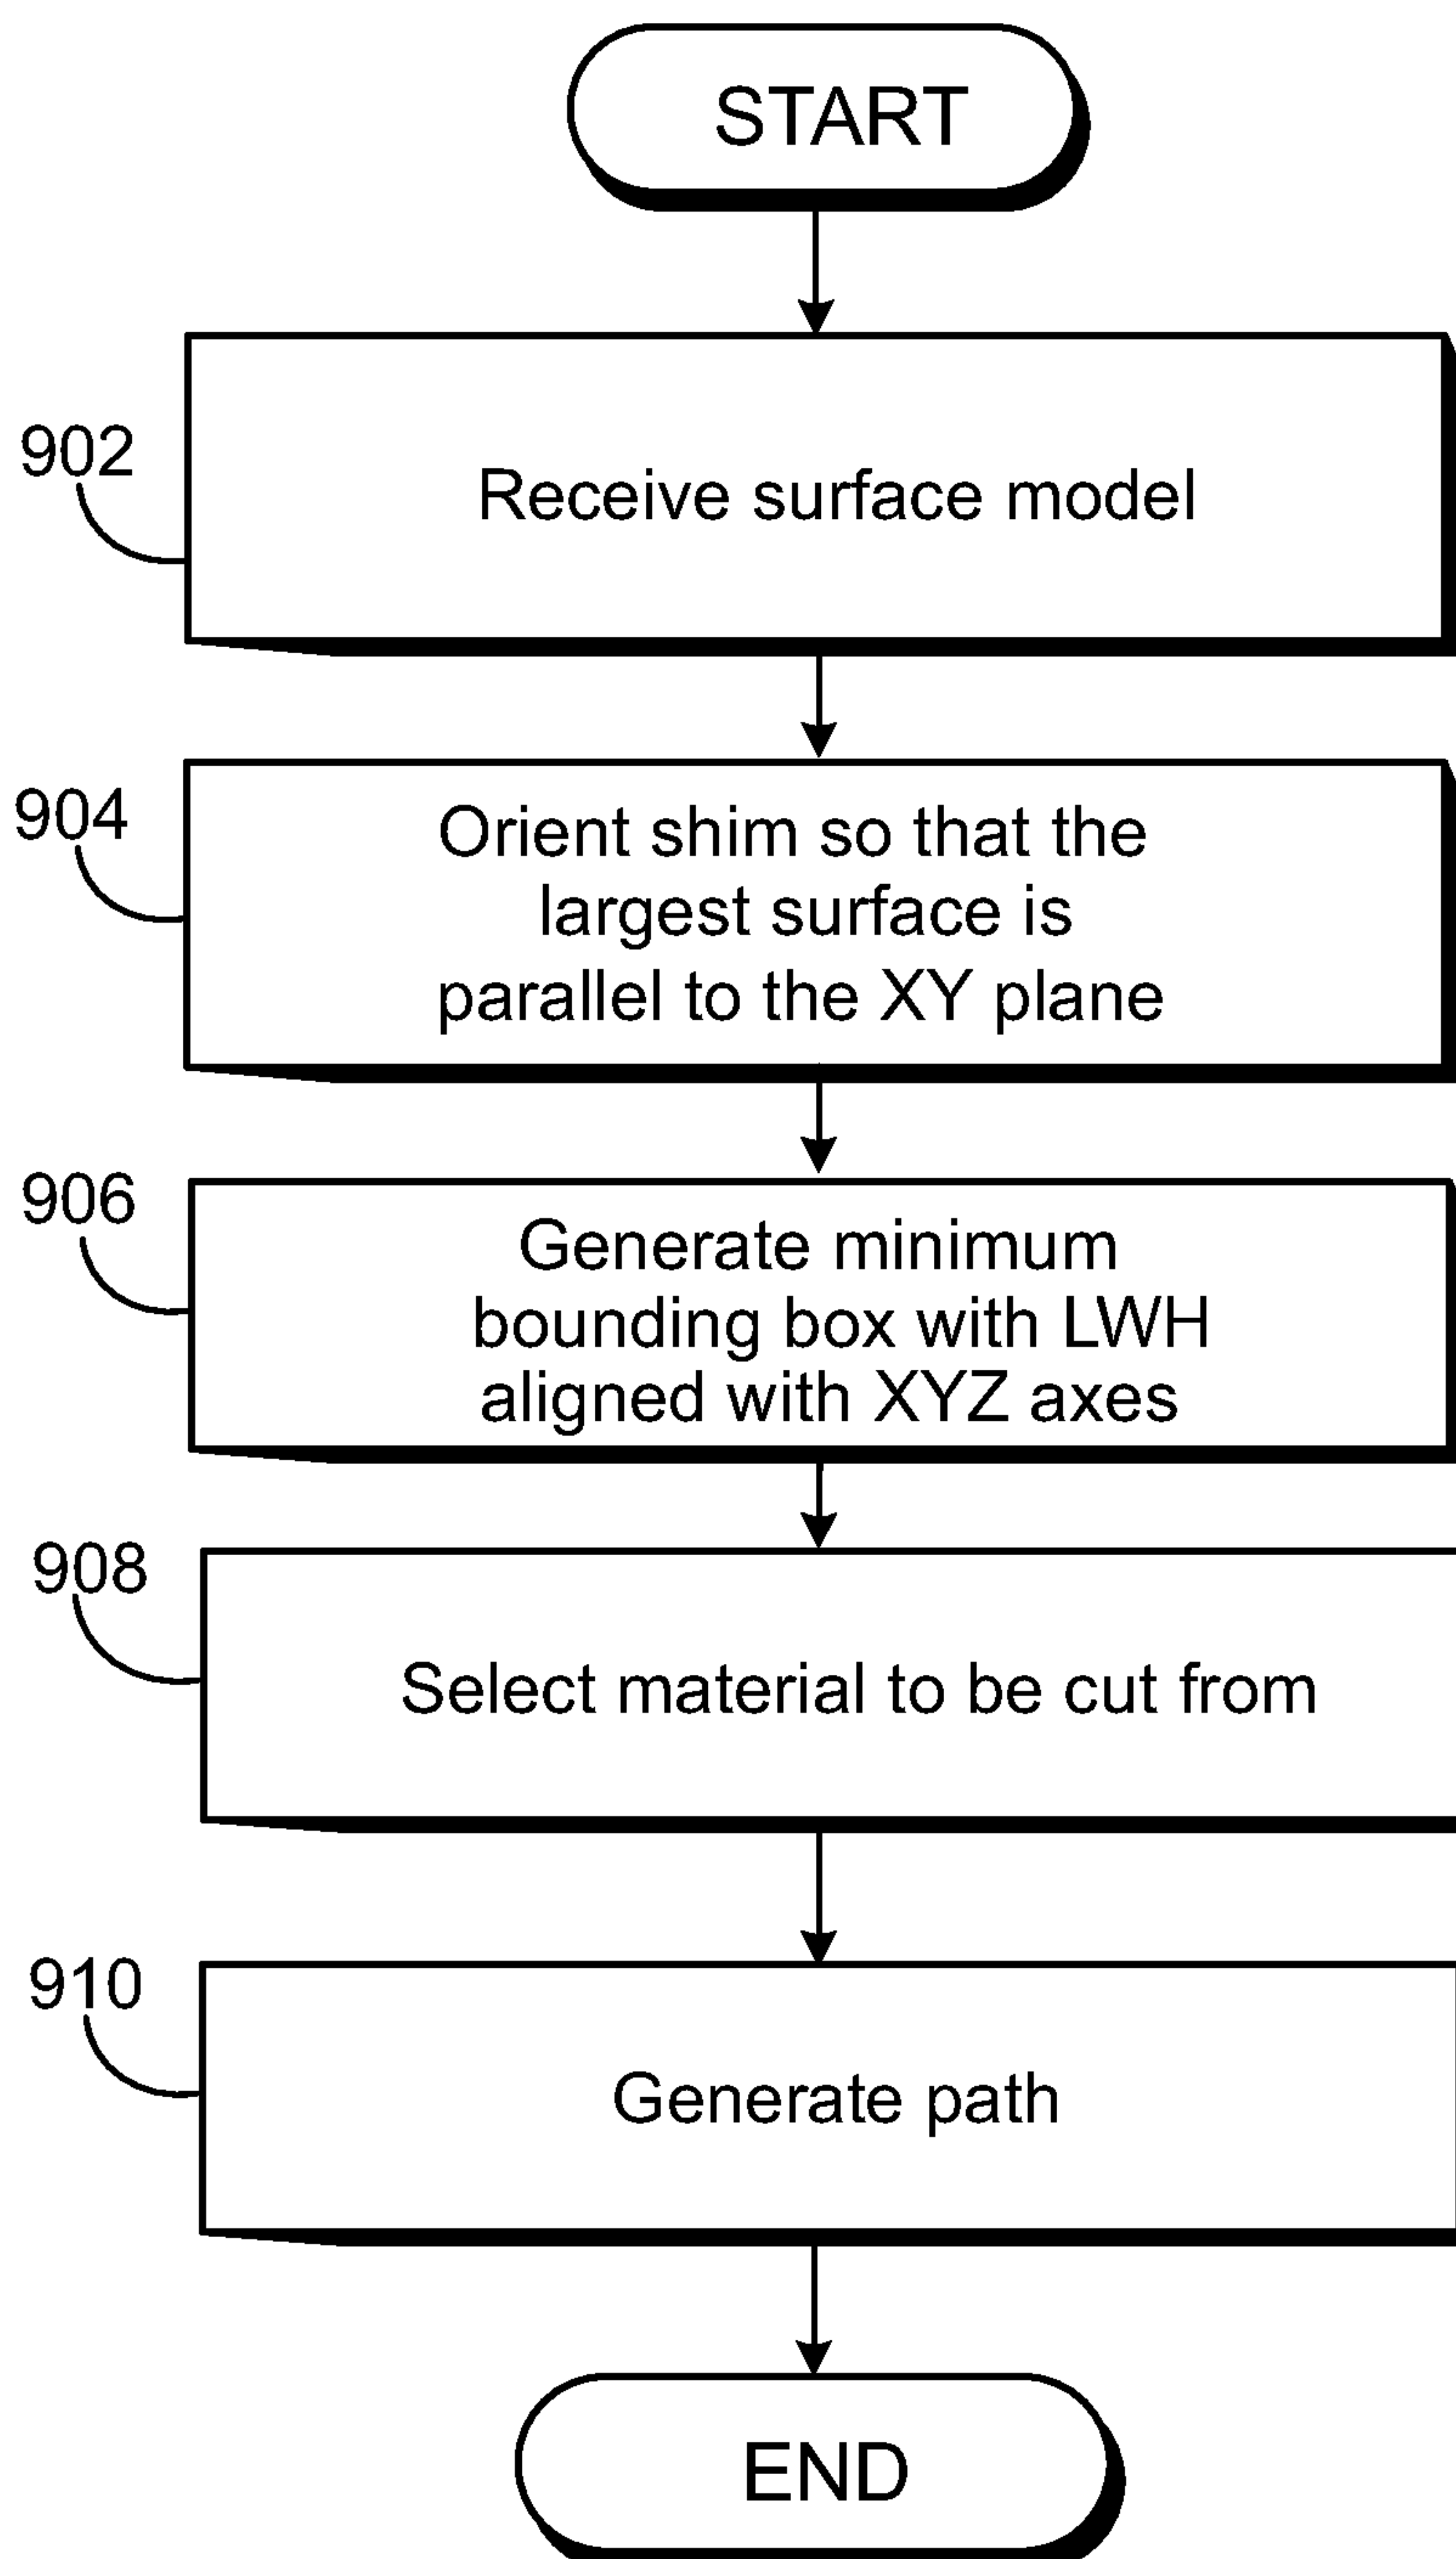 START
902
Receive surface model
904
Orient shim so that the
largest surface is
parallel to the XY plane
906
Generate minimum
bounding box with LWH
aligned with XYZ axes
908
Select material to be cut from
910
Generate path
END